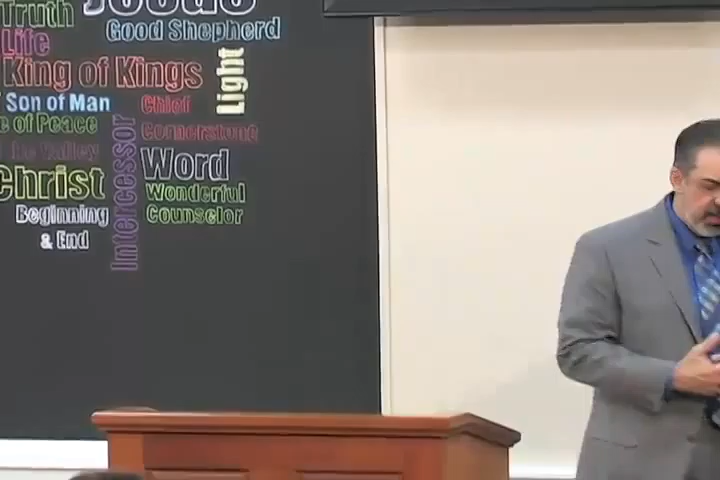 Truth
Good Shepherd
Life
King of Kings
Light
Son of Man
Chief
e of Peace
Cornerstone
Valley
Intercessor
Word
Christ
Wonderful
Beginning
Counselor
& End